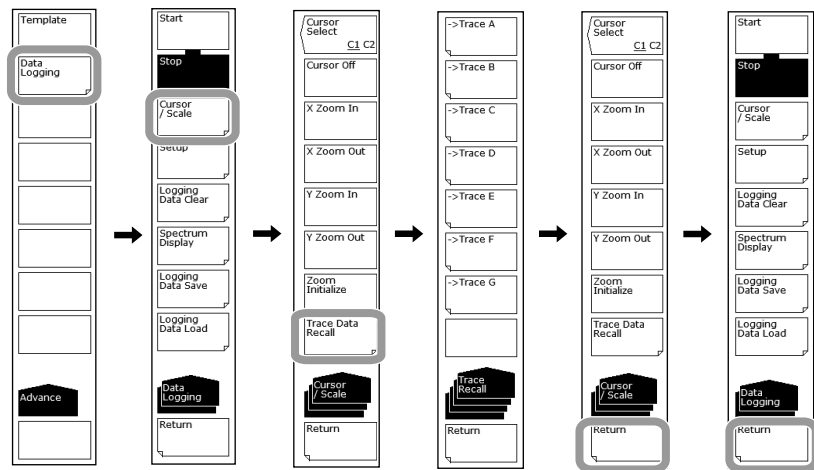 Template
Data
Logging
Advance
Start
Stop
Cursor
/ Scale
Setup
Logging
Data Clear
Spectrum
Display
Logging
Data Save
Logging
Data Load
Data
Logging
Return
Cursor
Select
C1 C2
Cursor Off
X Zoom In
X Zoom Out
Y Zoom In
Y Zoom Out
Zoom
Initialize
Trace Data
Recall
Cursor
/ Scale
Return
->Trace A
->Trace B
->Trace C
->Trace D
->Trace E
->Trace F
->Trace G
Trace
Recall
Return
Cursor
Select
C1 C2
Cursor Off
X Zoom In
X Zoom Out
Y Zoom In
Y Zoom Out
Zoom
Initialize
Trace Data
Recall
Cursor
/ Scale
Return
Start
Stop
Cursor
/ Scale
Setup
Logging
Data Clear
Spectrum
Display
Logging
Data Save
Logging
Data Load
Data
Logging
Return